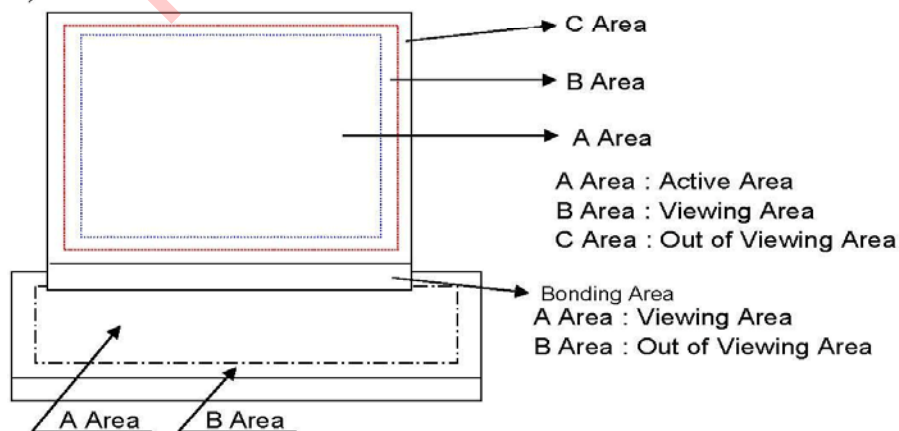 C Area
B Area
A Area
A Area : Active Area
B Area : Viewing Area
C Area : Out of Viewing Area
Bonding Area
A Area : Viewing Area
B Area : Out of Viewing Area
A Area
B Area